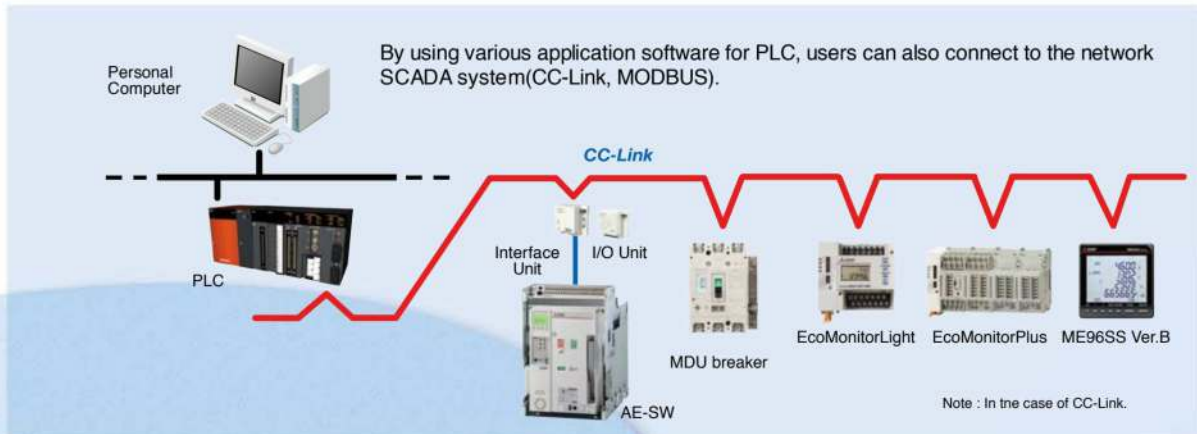 By using various application software for PLC, users can also connect to the network
SCADA system(CC-Link, MODBUS).
Personal
Computer
CC-Link
PLC
Interface
Unit
I/O Unit
AE-SW
MDU breaker
EcoMonitorLight
EcoMonitorPlus
ME96SS Ver.B
Note : In tne case of CC-Link.